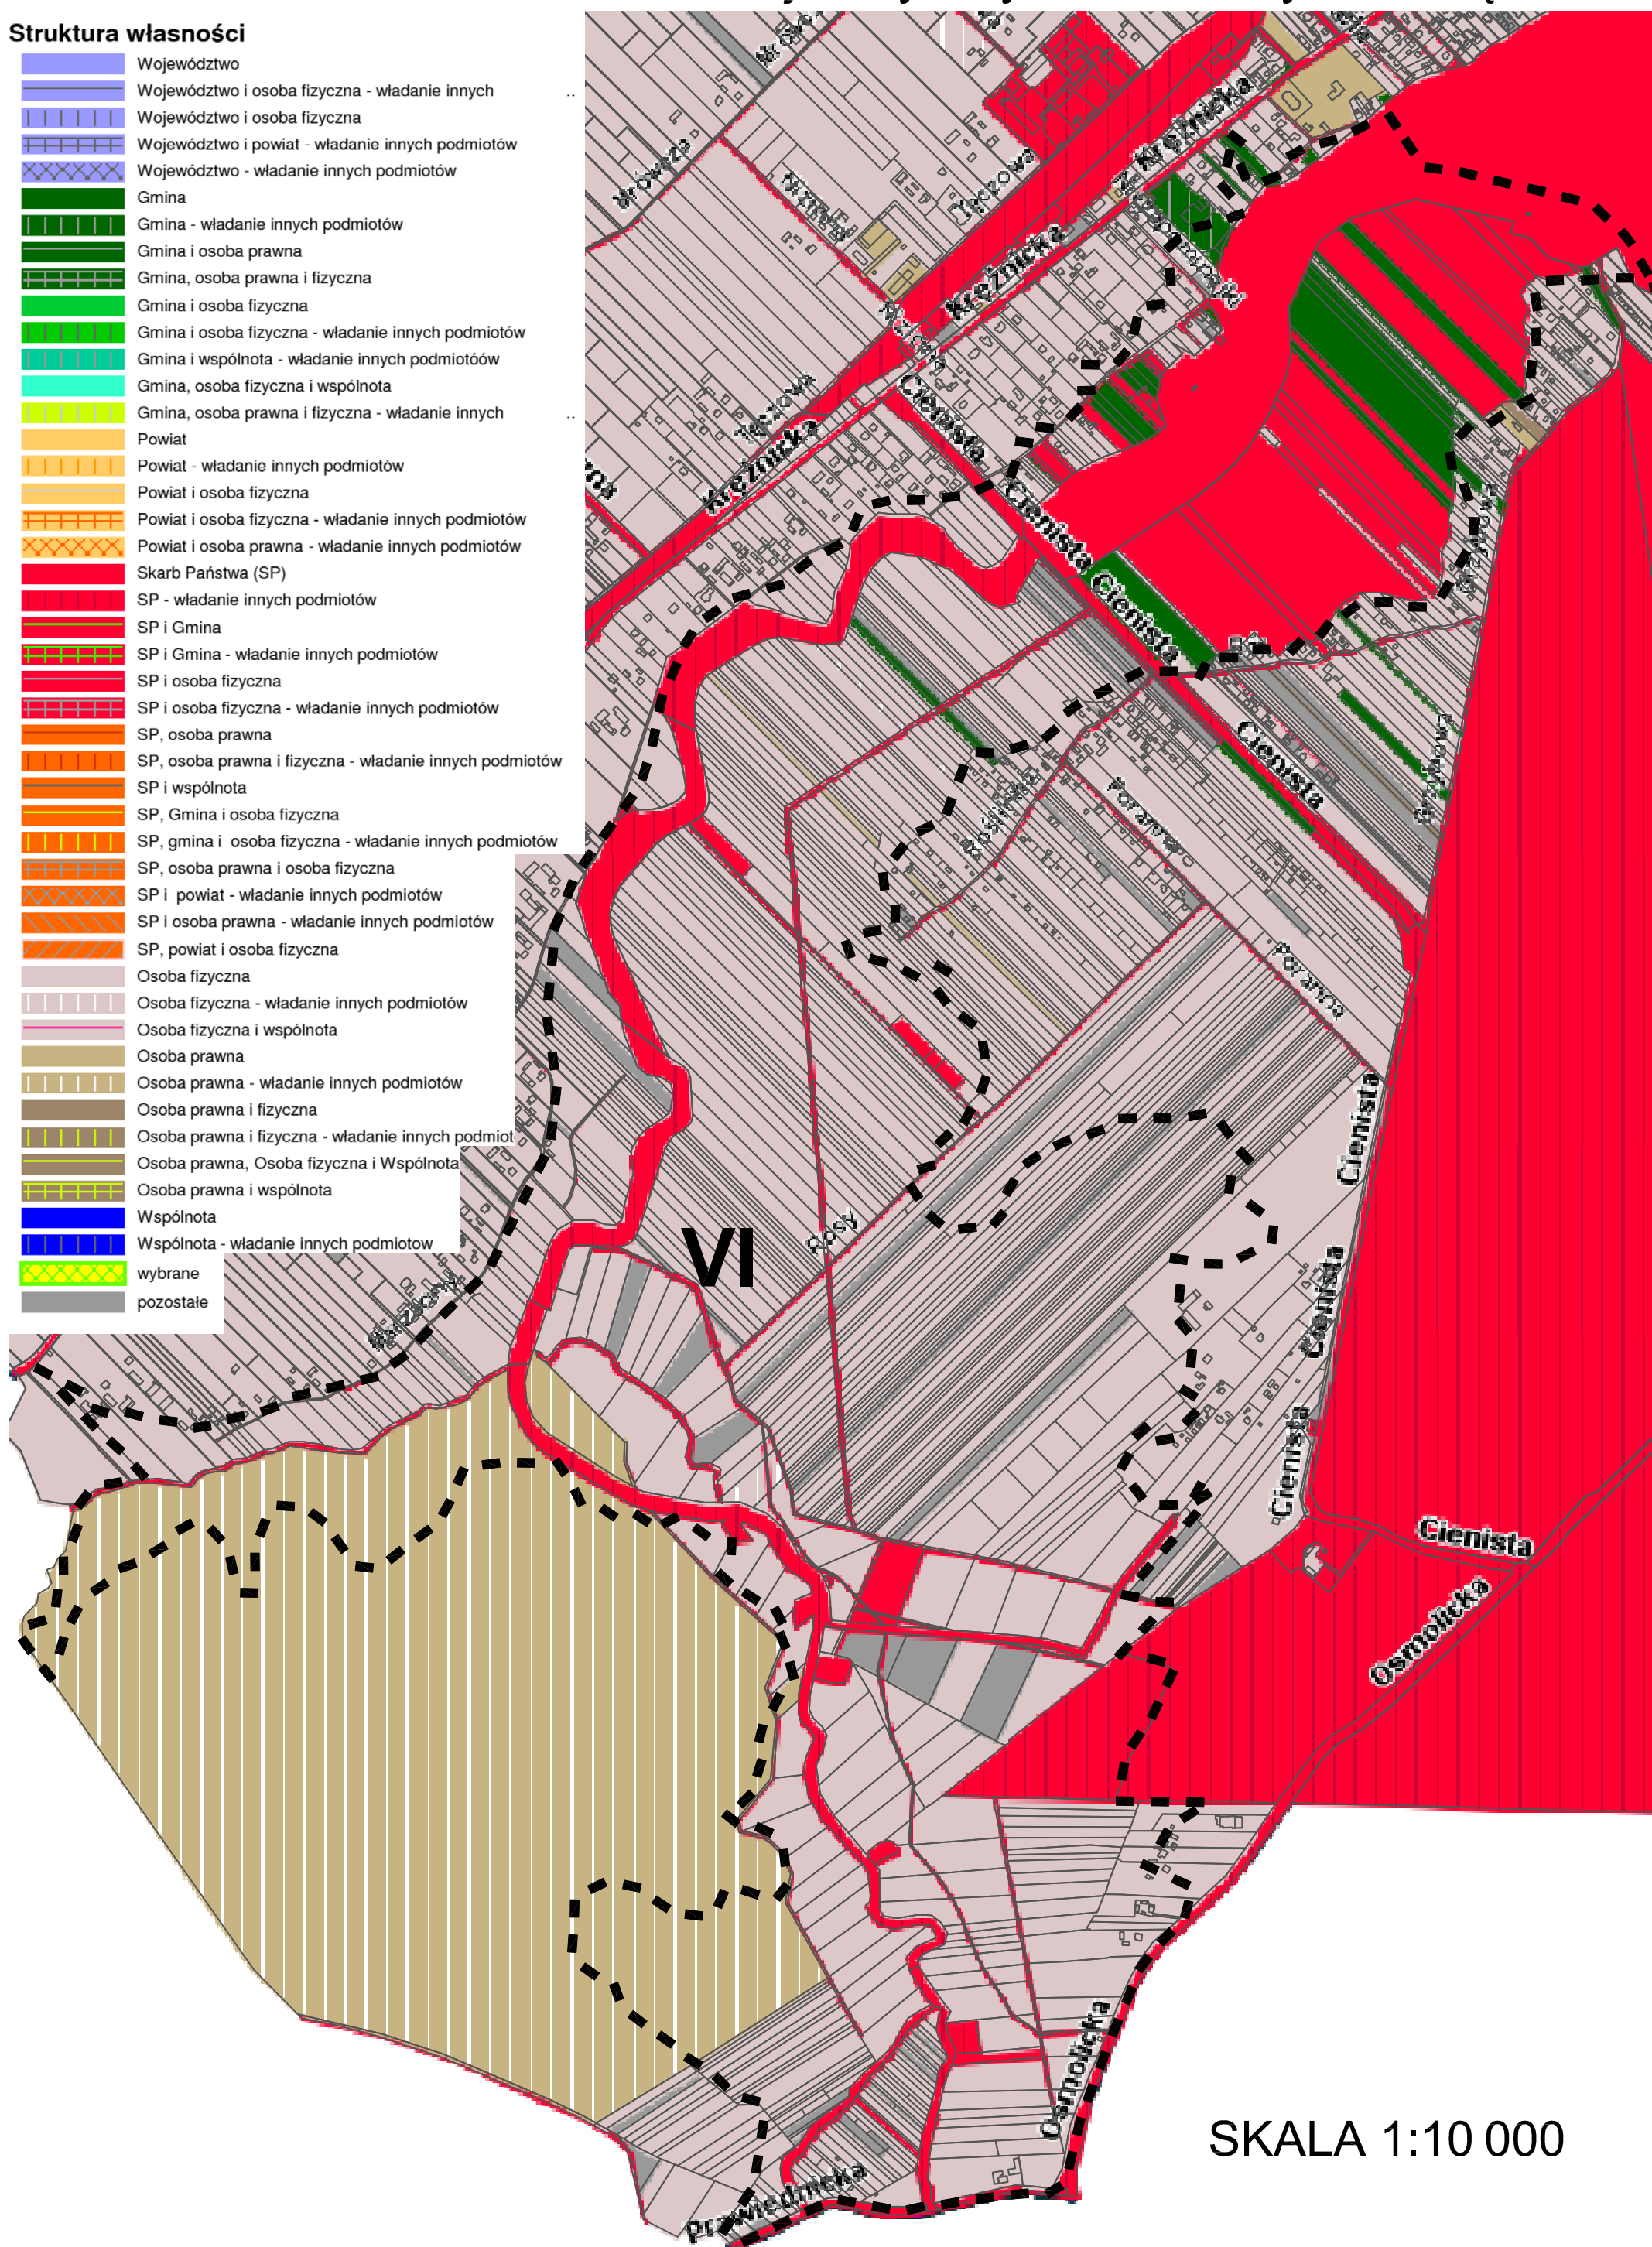 Struktura własności
Województwo
Województwo i osoba fizyczna - władanie innych ..
Województwo i osoba fizyczna
Województwo i powiat - władanie innych podmiotów
Województwo - władanie innych podmiotów
Gmina
Gmina - władanie innych podmiotów
Gmina i osoba prawna
Gmina, osoba prawna i fizyczna
Gmina i osoba fizyczna
Gmina i osoba fizyczna - władanie innych podmiotów
Gmina i wspólnota - władanie innych podmiotóów
Gmina, osoba fizyczna i wspólnota
Gmina, osoba prawna i fizyczna - władanie innych ..
Powiat
Powiat - władanie innych podmiotów
Powiat i osoba fizyczna
Powiat i osoba fizyczna - władanie innych podmiotów
Powiat i osoba prawna - władanie innych podmiotów
Skarb Państwa (SP)
SP - władanie innych podmiotów
SP i Gmina
SP i Gmina - władanie innych podmiotów
SP i osoba fizyczna
SP i osoba fizyczna - władanie innych podmiotów
SP, osoba prawna
SP, osoba prawna i fizyczna - władanie innych podmiotów
SP i wspólnota
SP, Gmina i osoba fizyczna
SP, gmina i osoba fizyczna - władanie innych podmiotów
SP, osoba prawna i osoba fizyczna
SP i powiat - władanie innych podmiotów
SP i osoba prawna - władanie innych podmiotów
SP, powiat i osoba fizyczna
Osoba fizyczna
Osoba fizyczna - władanie innych podmiotów
Osoba fizyczna i wspólnota
Osoba prawna
Osoba prawna - władanie innych podmiotów
Osoba prawna i fizyczna
Osoba prawna i fizyczna - władanie innych podmiot
Osoba prawna, Osoba fizyczna i Wspólnota
Osoba prawna i wspólnota
Wspólnota
Wspólnota - władanie innych podmiotow
wybrane
pozostałe
Krężnicka
Krężnicka
Krężnicka
Cienista
Cienista
Cienista
Cienista
Cienista
Poranna
Poranna
VI
Cienista
Cienista
Cienista
Cienista
Osmolicka
Osmolicka
SKALA 1:10 000